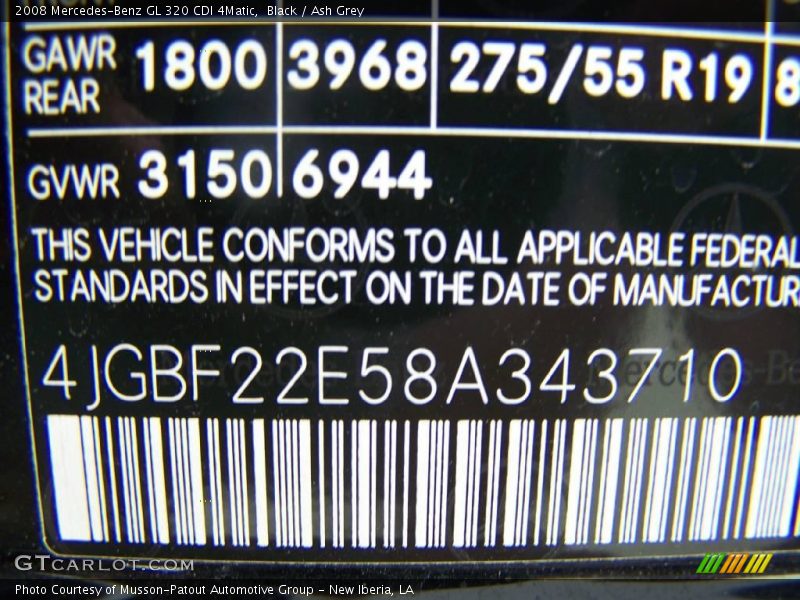 2008 Mercedes-Benz GL 320 CDI 4Matic,  Black / Ash Grey
GAWR REAR 1800 3968 275/55 R19 8
GVWR 3150 6944
THIS VEHICLE CONFORMS TO ALL APPLICABLE FEDERAL
STANDARDS IN EFFECT ON THE DATE OF MANUFACTUR
4JGBF22E58A343710
GTCARLOT.COM
Photo Courtesy of Musson-Patout Automotive Group - New Iberia, LA